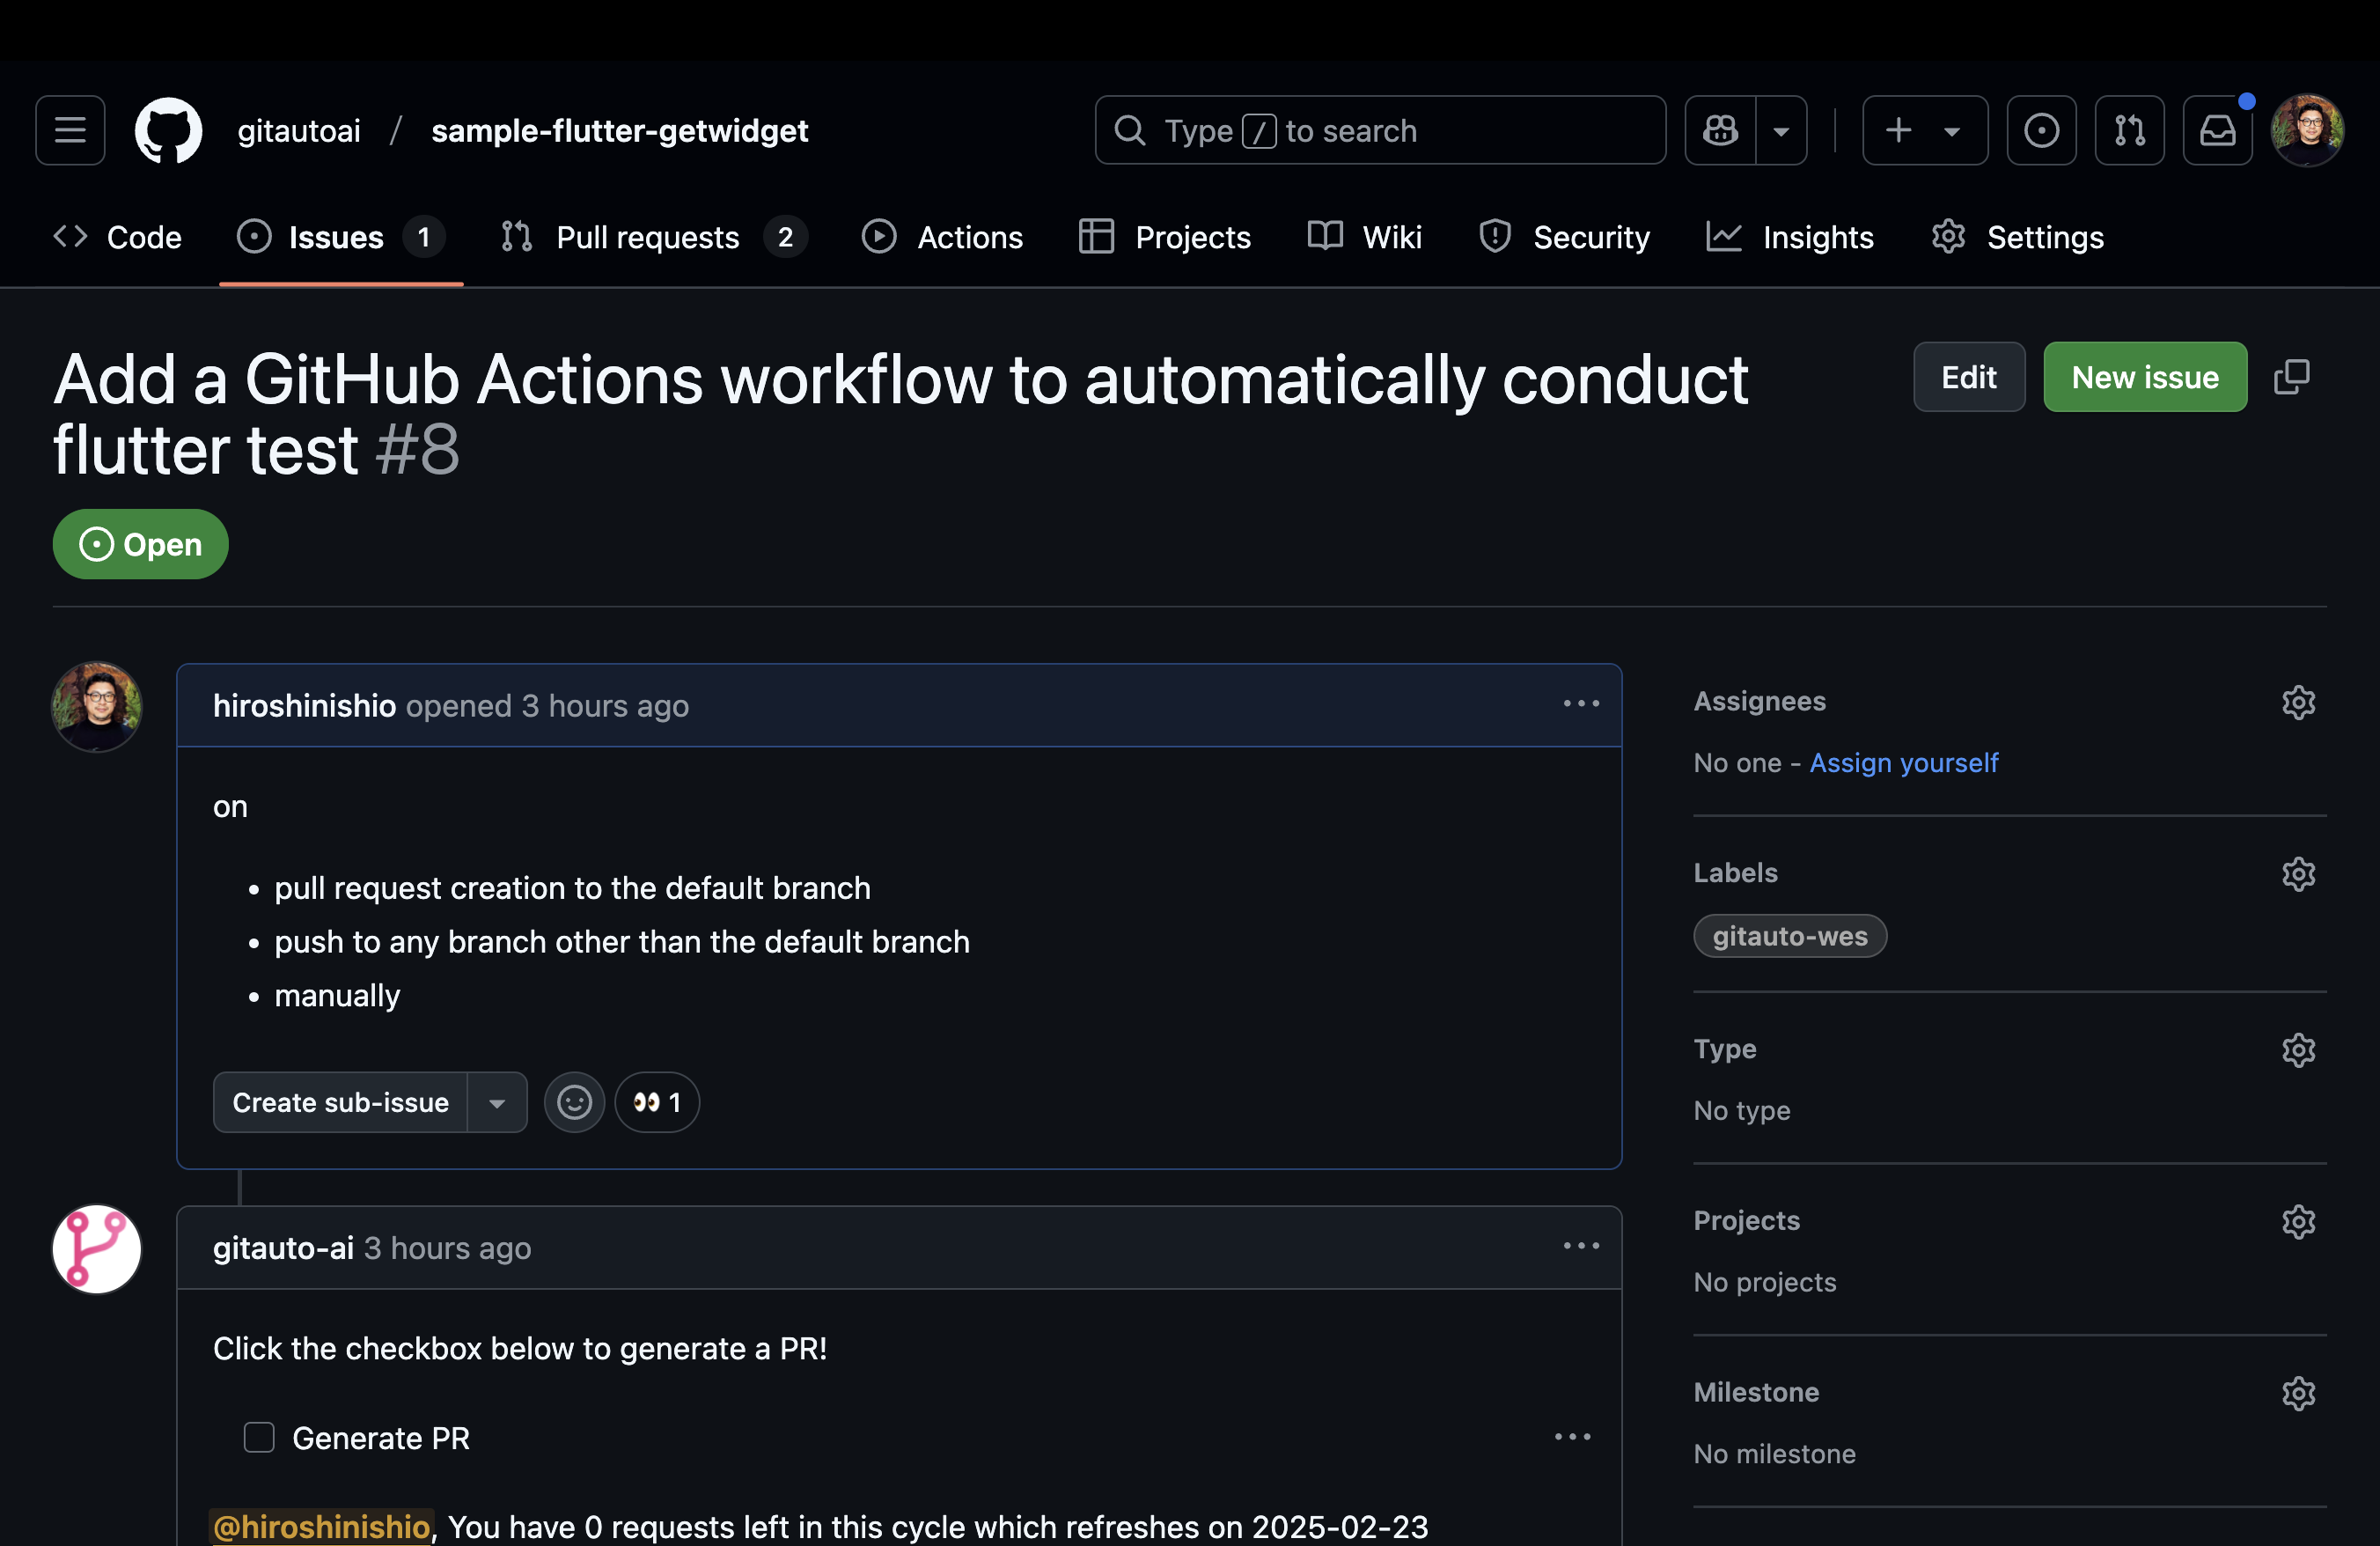 gitautoai / sample-flutter-getwidget
Type / to search
Code
Issues 1
Pull requests 2
Actions
Projects
Wiki
Security
Insights
Settings
Add a GitHub Actions workflow to automatically conduct
flutter test #8
Edit
New issue
Open
hiroshinishio opened 3 hours ago
on
• pull request creation to the default branch
• push to any branch other than the default branch
• manually
Create sub-issue
👀 1
gitauto-ai 3 hours ago
Click the checkbox below to generate a PR!
Generate PR
@hiroshinishio, You have 0 requests left in this cycle which refreshes on 2025-02-23
Assignees
No one - Assign yourself
Labels
gitauto-wes
Type
No type
Projects
No projects
Milestone
No milestone